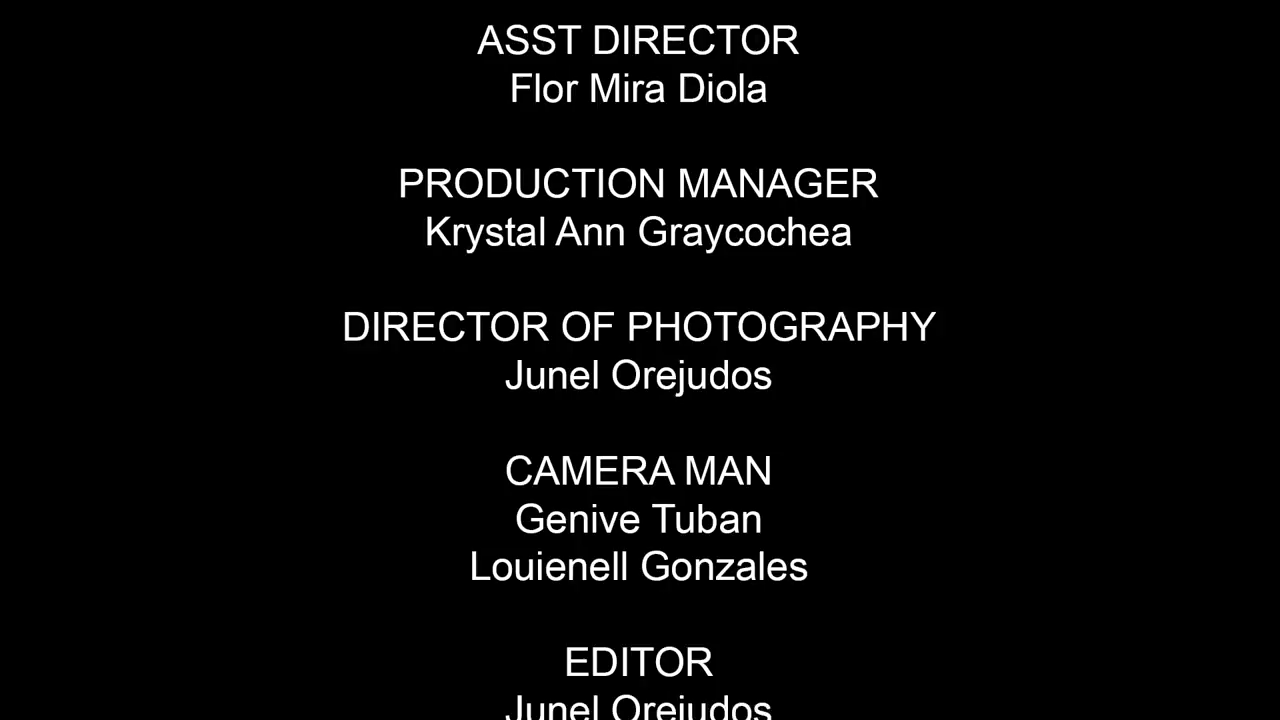 ASST DIRECTOR
Flor Mira Diola
PRODUCTION MANAGER
Krystal Ann Graycochea
DIRECTOR OF PHOTOGRAPHY
Junel Orejudos
CAMERA MAN
Genive Tuban
Louienell Gonzales
EDITOR
Junel Orejudos